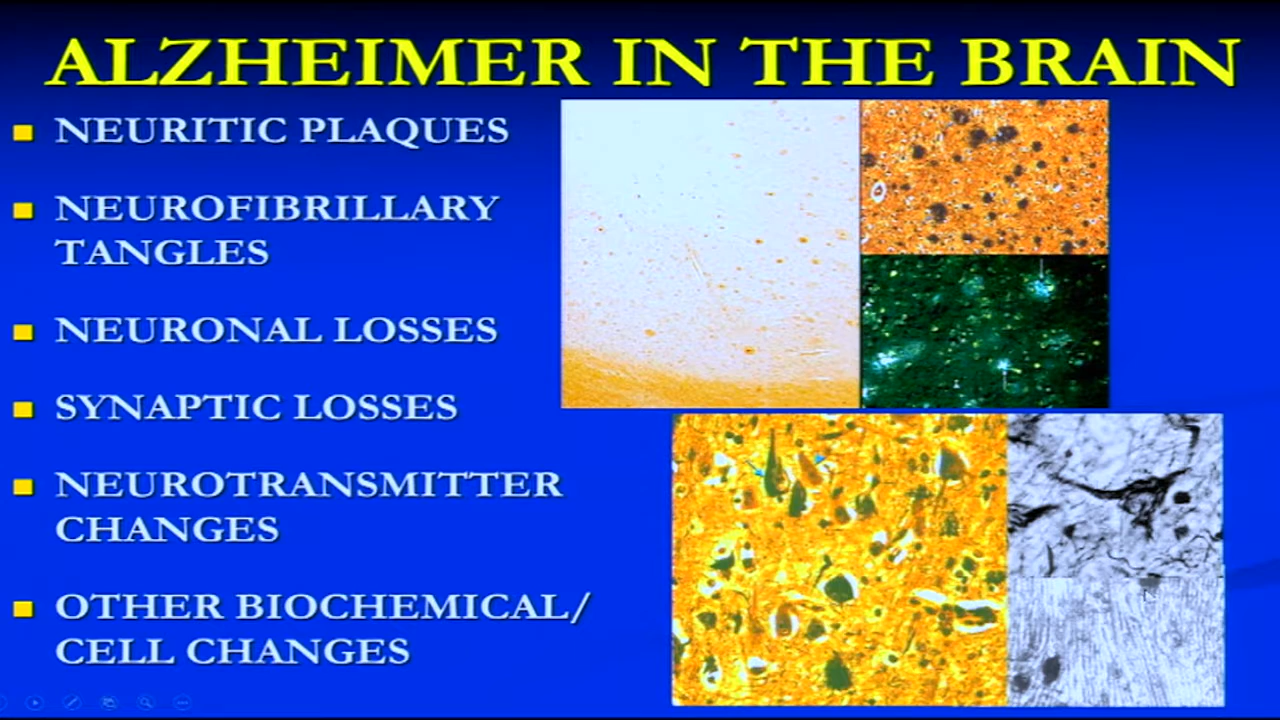 ALZHEIMER IN THE BRAIN
NEURITIC PLAQUES
NEUROFIBRILLARY
TANGLES
NEURONAL LOSSES
SYNAPTIC LOSSES
NEUROTRANSMITTER
CHANGES
OTHER BIOCHEMICAL/
CELL CHANGES